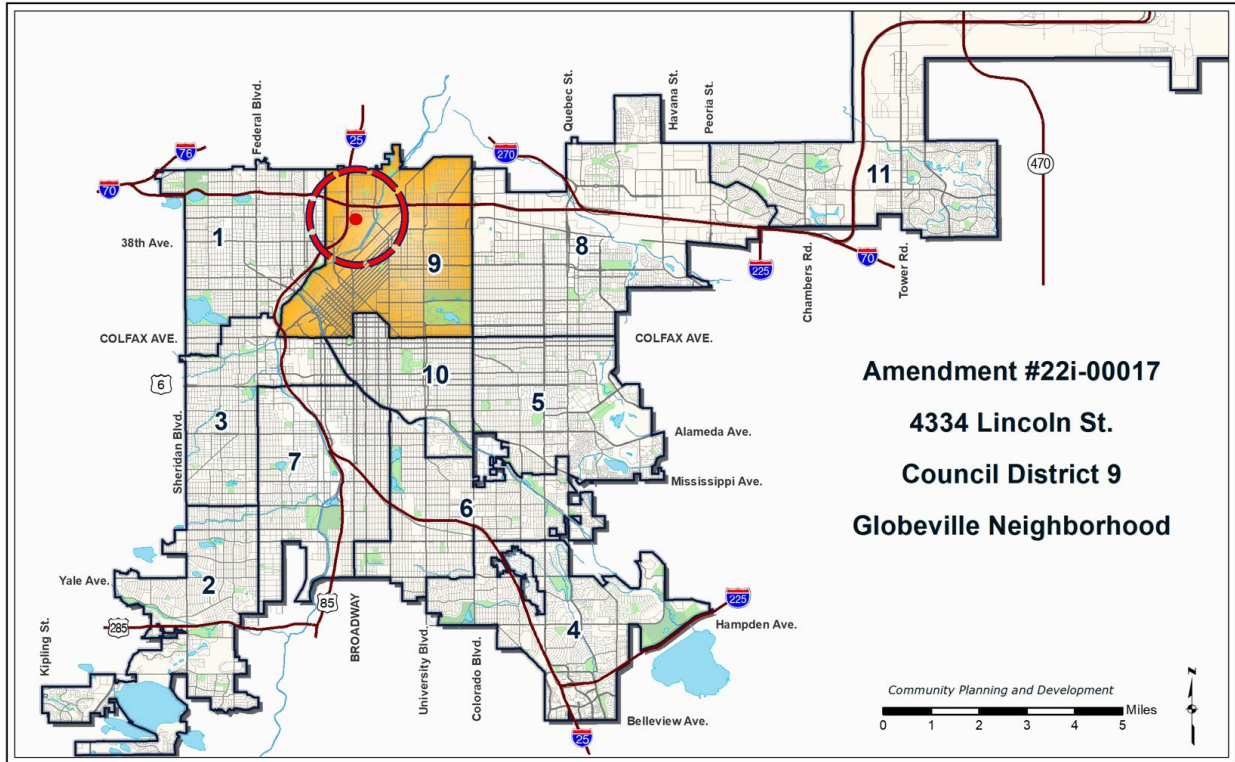 Federal Blvd.
Quebec St.
Havana St.
Peoria St.
25
76
270
70
470
11
1
38th Ave.
9
8
225
70
Chambers Rd.
Tower Rd.
COLFAX AVE.
COLFAX AVE.
6
10
5
3
Sheridan Blvd.
Alameda Ave.
7
Mississippi Ave.
6
Amendment #22i-00017
4334 Lincoln St.
Council District 9
Globeville Neighborhood
Yale Ave.
2
85
285
BROADWAY
University Blvd.
Colorado Blvd.
4
225
Hampden Ave.
Kipling St.
Belleview Ave.
25
Community Planning and Development
Miles
0 1 2 3 4 5
N